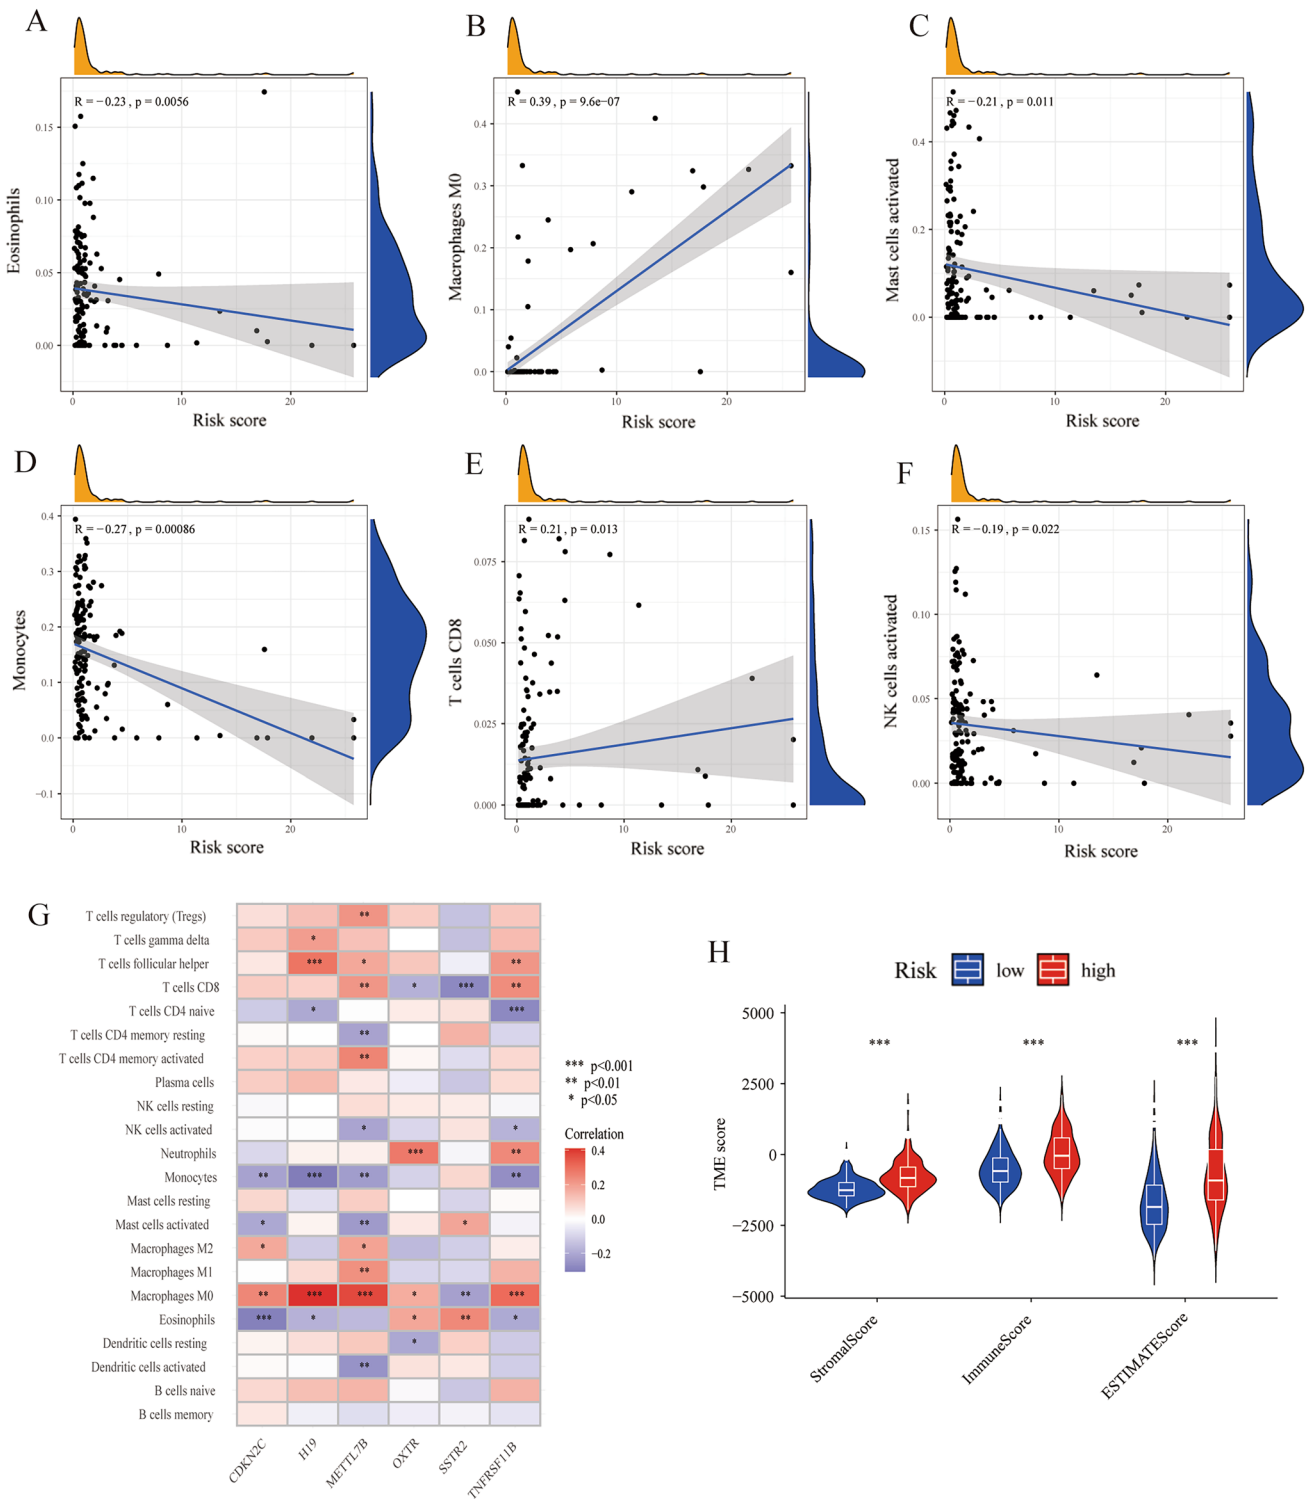 A
R = −0.23 , p = 0.0056
Eosinophils
0.15
0.10
0.05
0.00
0
10
20
Risk score
B
R = 0.39 , p = 9.6e−07
Macrophages M0
0.4
0.3
0.2
0.1
0.0
0
10
20
Risk score
C
R = −0.21 , p = 0.011
Mast cells activated
0.4
0.2
0.0
0
10
20
Risk score
D
R = −0.27 , p = 0.00086
Monocytes
0.4
0.3
0.2
0.1
0.0
−0.1
0
10
20
Risk score
E
R = 0.21 , p = 0.013
T cells CD8
0.075
0.050
0.025
0.000
0
10
20
Risk score
F
R = −0.19 , p = 0.022
NK cells activated
0.15
0.10
0.05
0.00
0
10
20
Risk score
G
T cells regulatory (Tregs) **
T cells gamma delta *
T cells follicular helper *** * **
T cells CD8 ** * *** **
T cells CD4 naive * ***
T cells CD4 memory resting **
T cells CD4 memory activated **
Plasma cells
NK cells resting
NK cells activated * *
Neutrophils *** **
Monocytes ** *** ** **
Mast cells resting
Mast cells activated * ** *
Macrophages M2 * *
Macrophages M1 **
Macrophages M0 ** *** *** * ** ***
Eosinophils *** * * ** *
Dendritic cells resting *
Dendritic cells activated **
B cells naive
B cells memory
CDKN2C
H19
METTL7B
OXTR
SSTR2
TNFRSF11B
*** p<0.001
** p<0.01
* p<0.05
Correlation
0.4
0.2
0.0
−0.2
H
Risk low high
TME score
5000
2500
0
−2500
−5000
*** *** ***
StromalScore
ImmuneScore
ESTIMATEScore